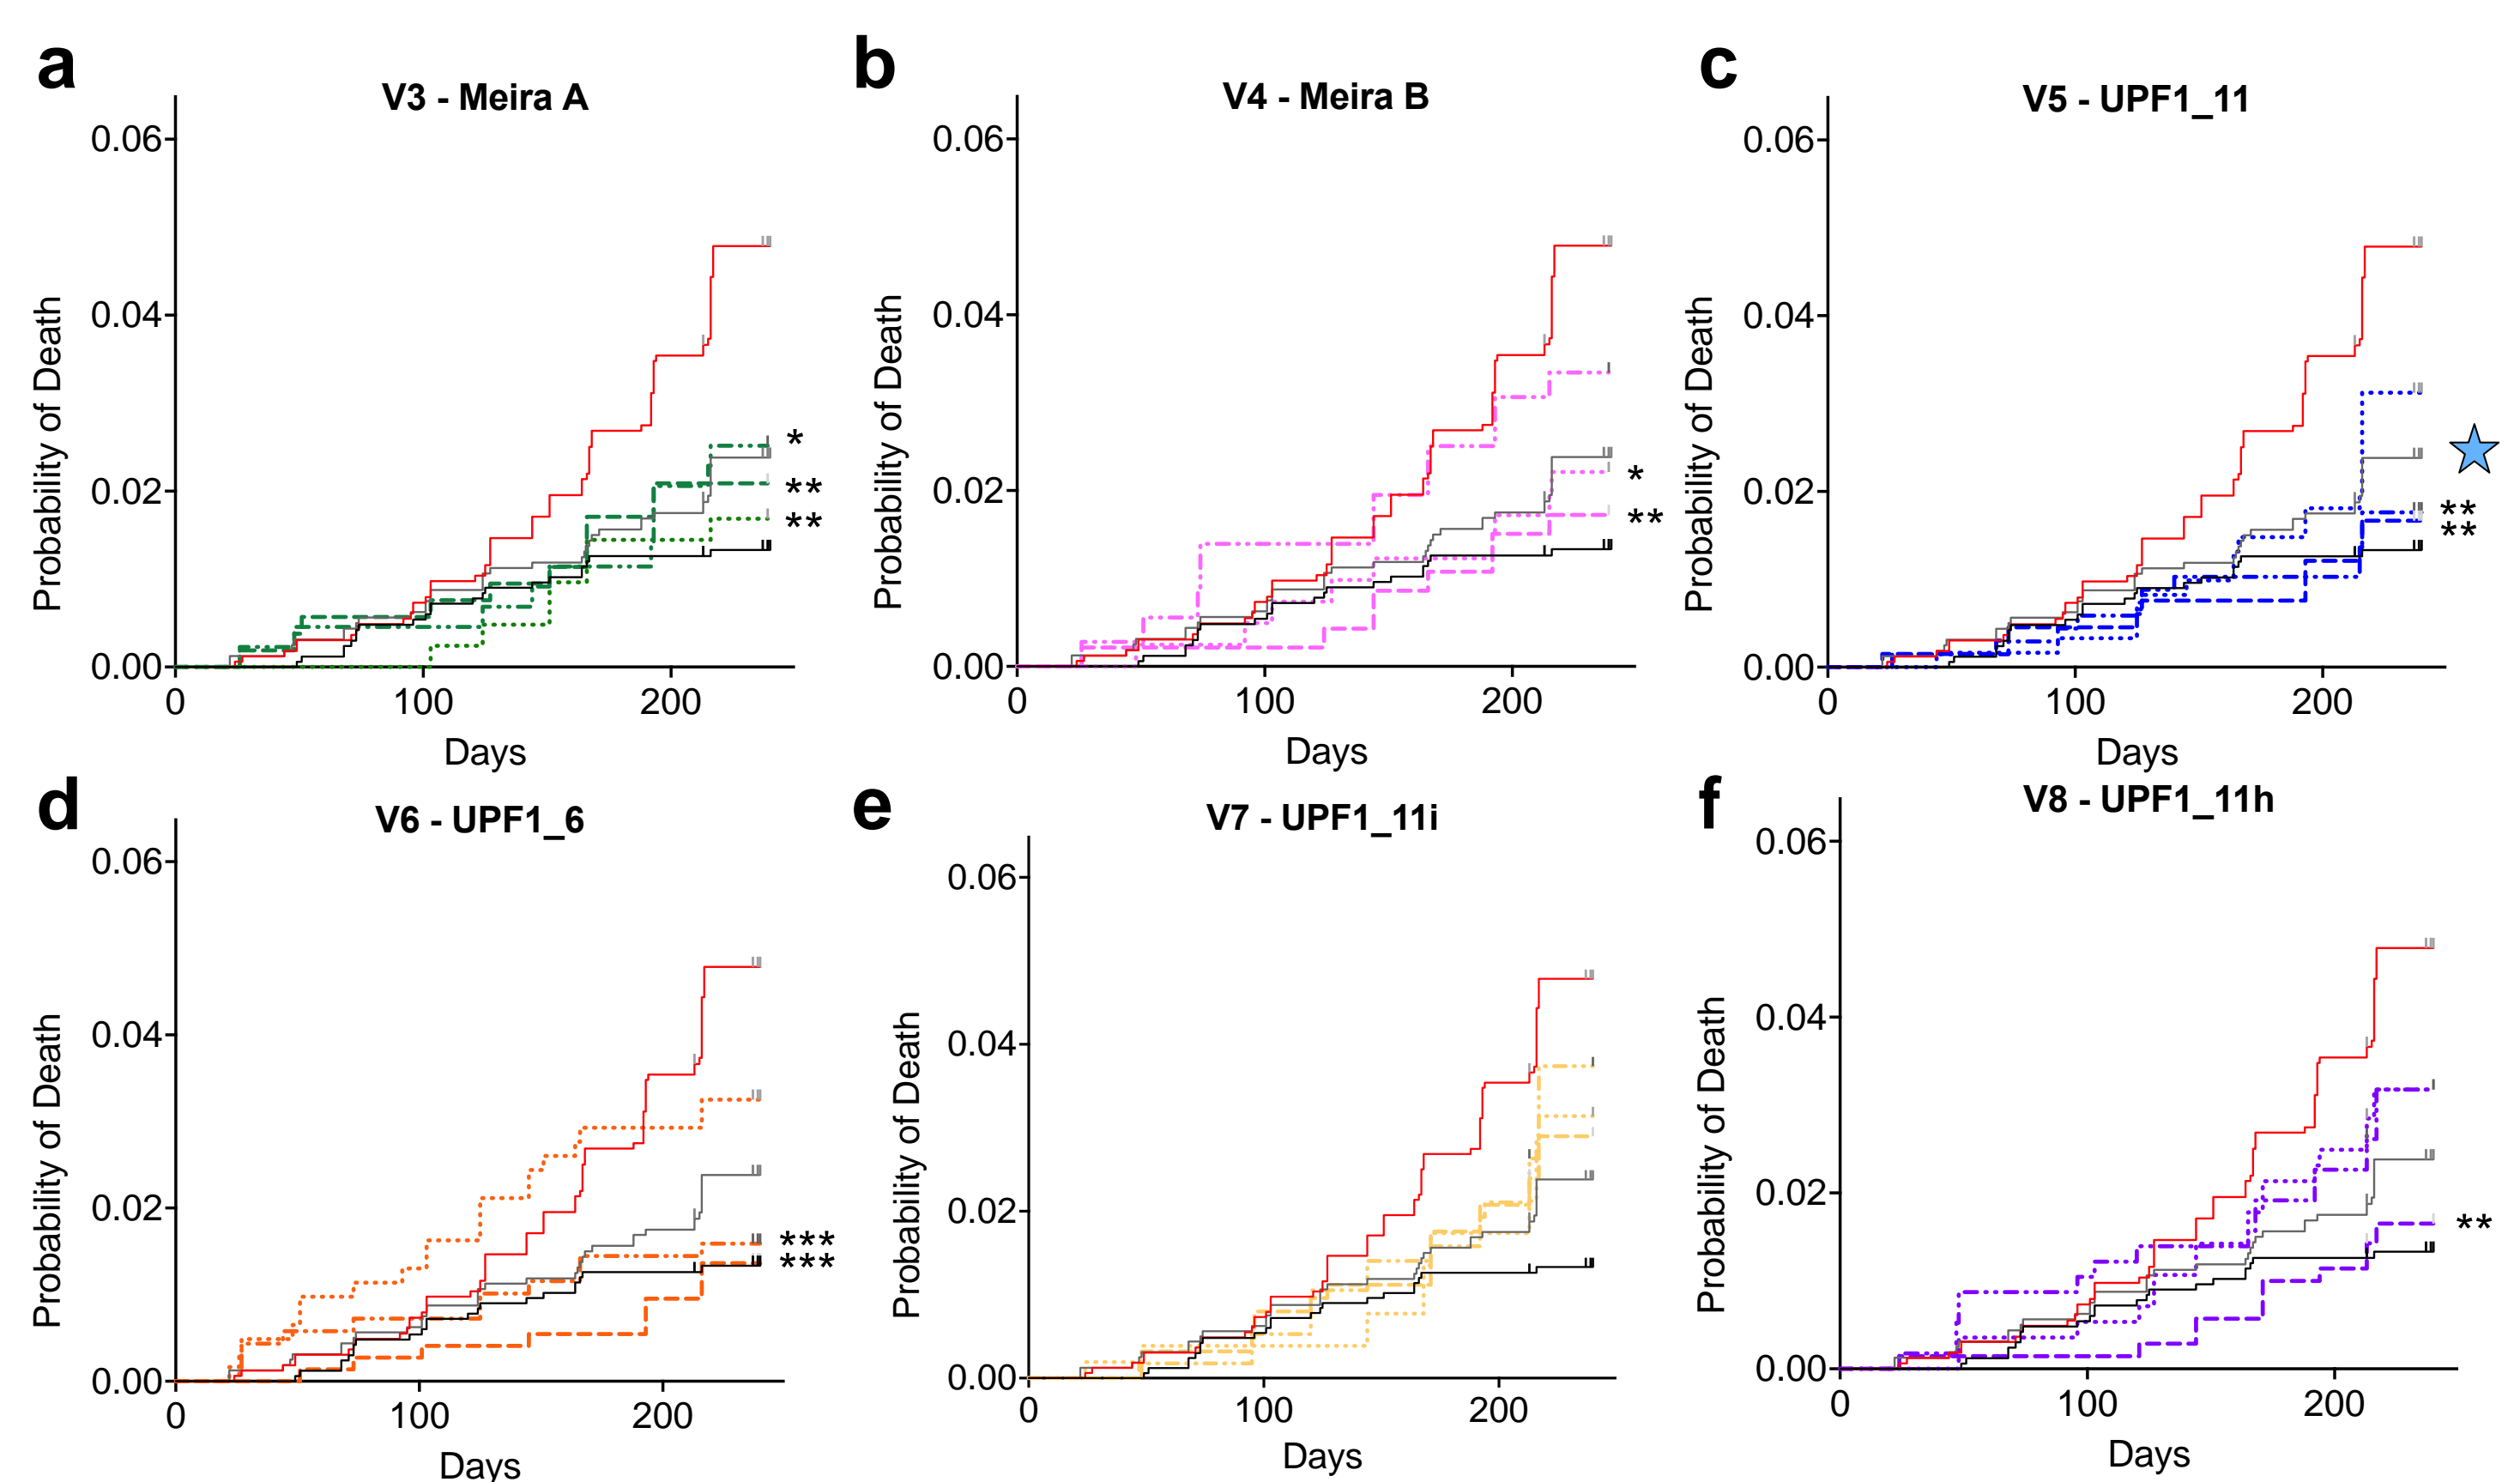 a
V3 - Meira A
0.06
0.04
0.02
0.00
Probability of Death
*
**
**
0
100
200
Days
b
V4 - Meira B
0.06
0.04
0.02
0.00
Probability of Death
*
**
0
100
200
Days
c
V5 - UPF1_11
0.06
0.04
0.02
0.00
Probability of Death
**
**
0
100
200
Days
d
V6 - UPF1_6
0.06
0.04
0.02
0.00
Probability of Death
***
***
0
100
200
Days
e
V7 - UPF1_11i
0.06
0.04
0.02
0.00
Probability of Death
0
100
200
Days
f
V8 - UPF1_11h
0.06
0.04
0.02
0.00
Probability of Death
**
0
100
200
Days